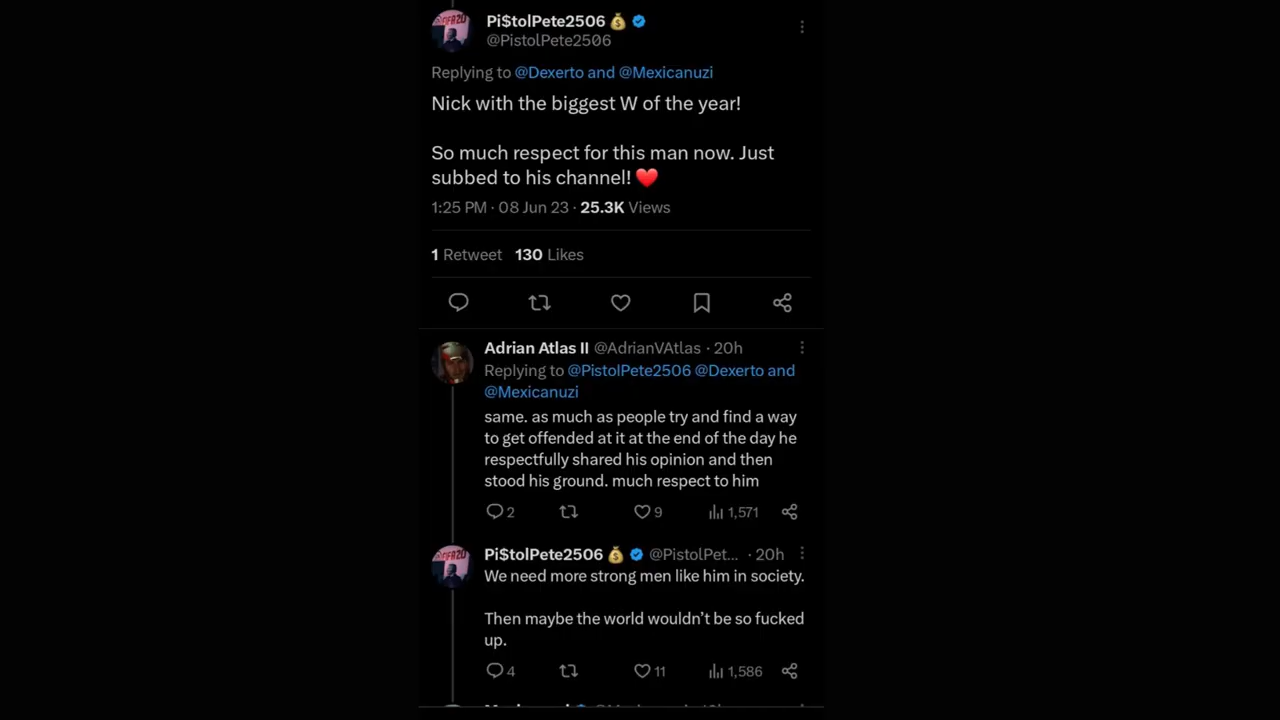 Pi$tolPete2506 💰
@PistolPete2506
Replying to @Dexerto and @Mexicanuzi
Nick with the biggest W of the year!
So much respect for this man now. Just
subbed to his channel! ❤️
1:25 PM · 08 Jun 23 · 25.3K Views
1 Retweet 130 Likes
Adrian Atlas II @AdrianVAtlas · 20h
Replying to @PistolPete2506 @Dexerto and
@Mexicanuzi
same. as much as people try and find a way
to get offended at it at the end of the day he
respectfully shared his opinion and then
stood his ground. much respect to him
2 9 1,571
Pi$tolPete2506 💰 @PistolPet... · 20h
We need more strong men like him in society.
Then maybe the world wouldn't be so fucked
up.
4 11 1,586